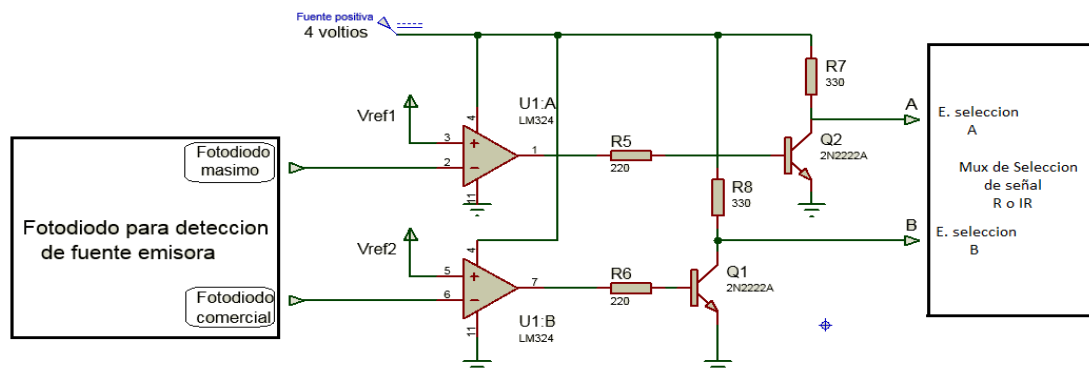 Fuente positiva
4 voltios
Vref1
3
2
4
11
1
U1:A
LM324
R5
220
R7
330
Q2
2N2222A
R8
330
A
B
Fotodiodo
masimo
Fotodiodo para deteccion
de fuente emisora
Fotodiodo
comercial
Vref2
5
6
4
11
7
U1:B
LM324
R6
220
Q1
2N2222A
E. seleccion
A
Mux de Seleccion
de señal
R o IR
E. seleccion
B